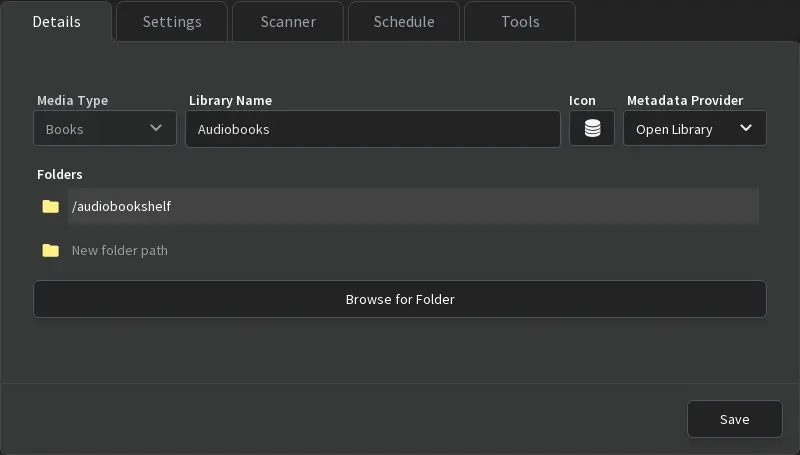 Details Settings Scanner Schedule Tools
Media Type Library Name Icon Metadata Provider
Books Audiobooks Open Library
Folders
/audiobookshelf
New folder path
Browse for Folder
Save